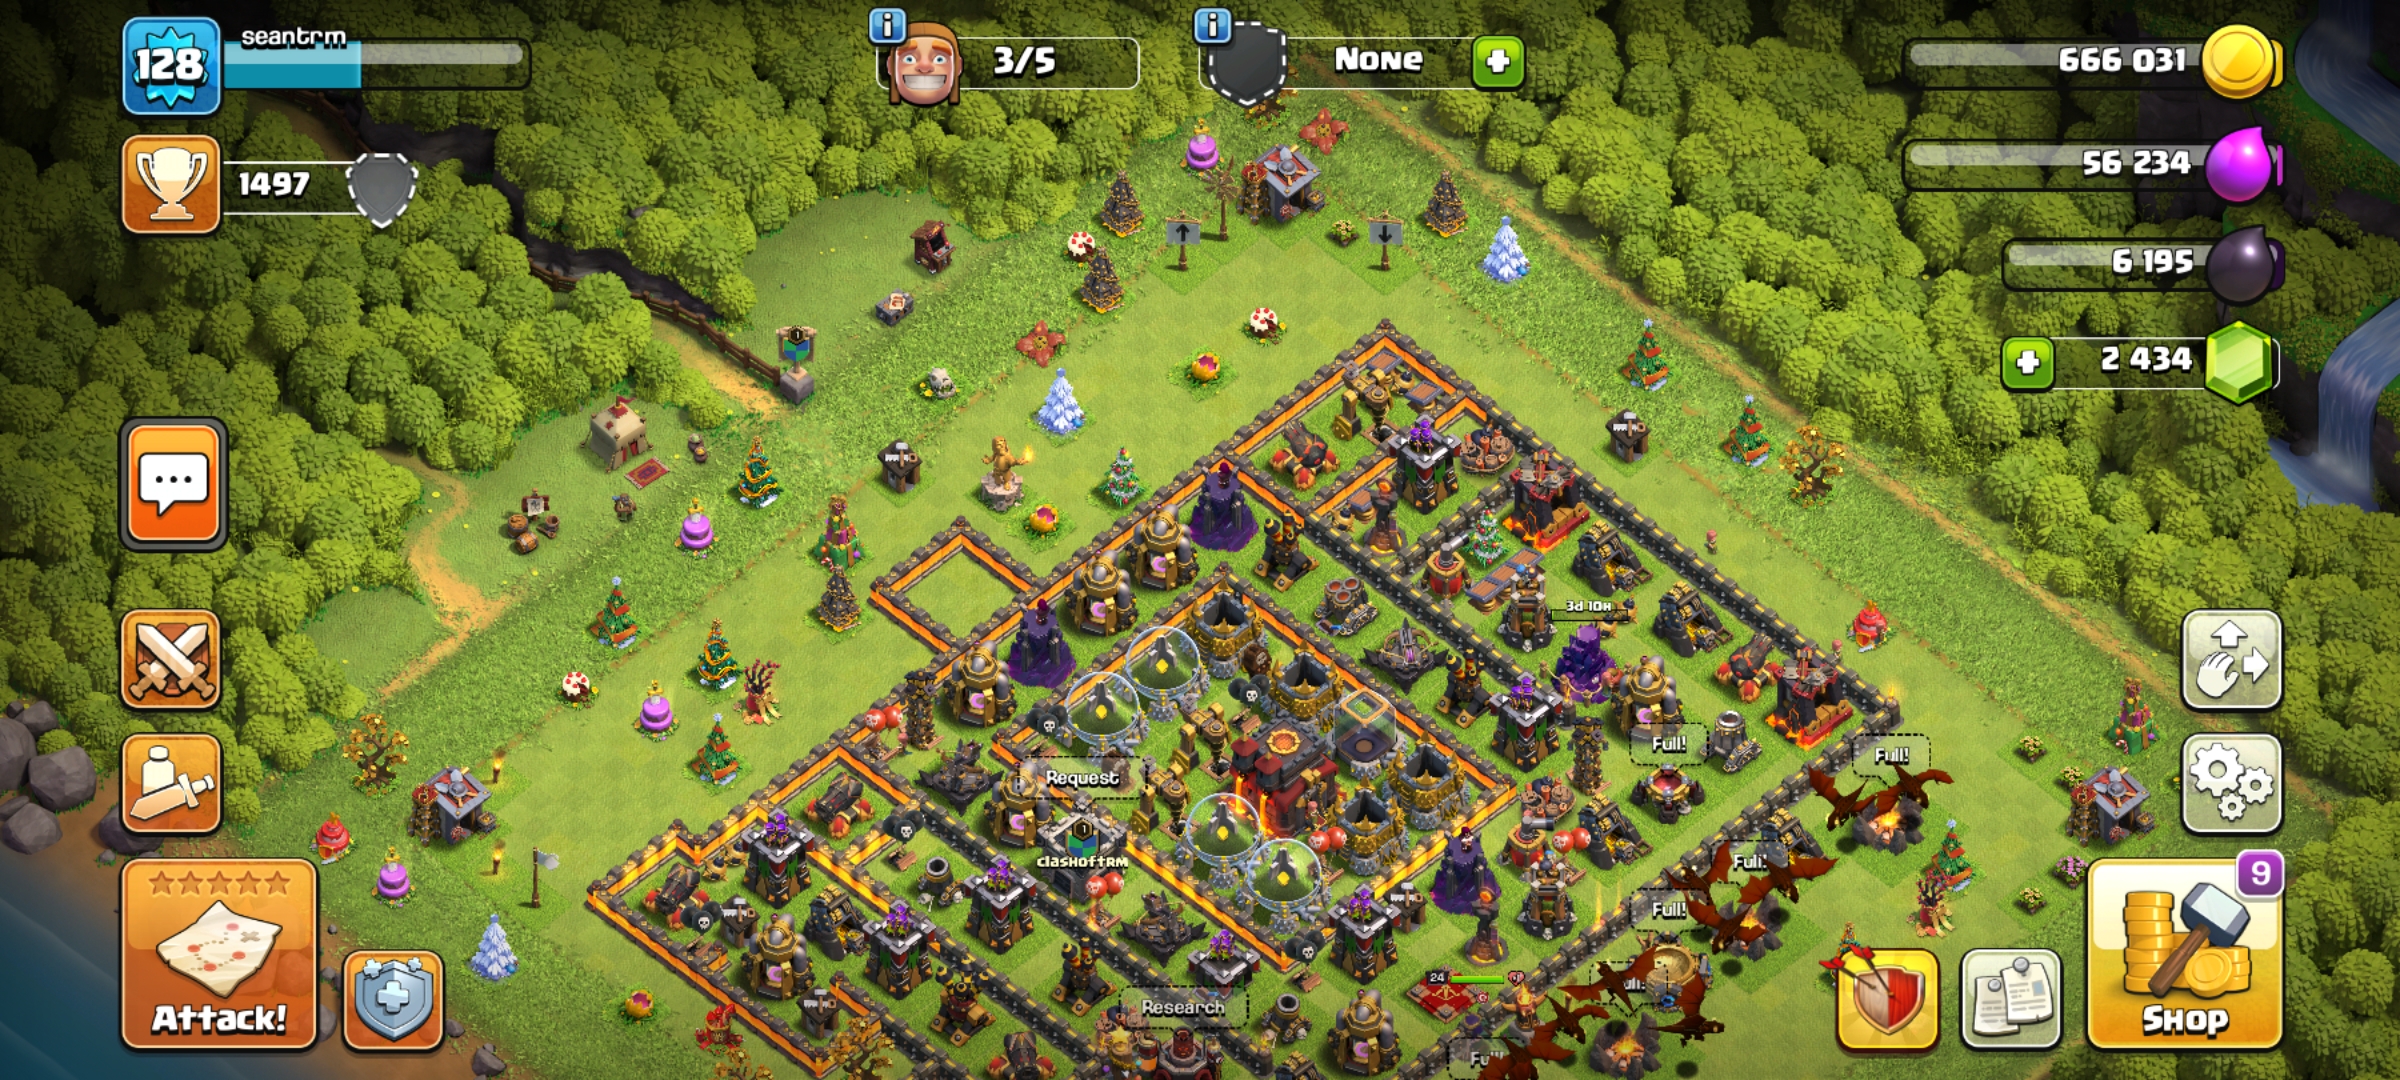 128
seantrm
3/5
None
666 031
1497
56 234
6 195
2 434
3d 10H
Full!
Full!
Request
clashoftrm
Full!
Full!
24
Research
Attack!
9
Shop